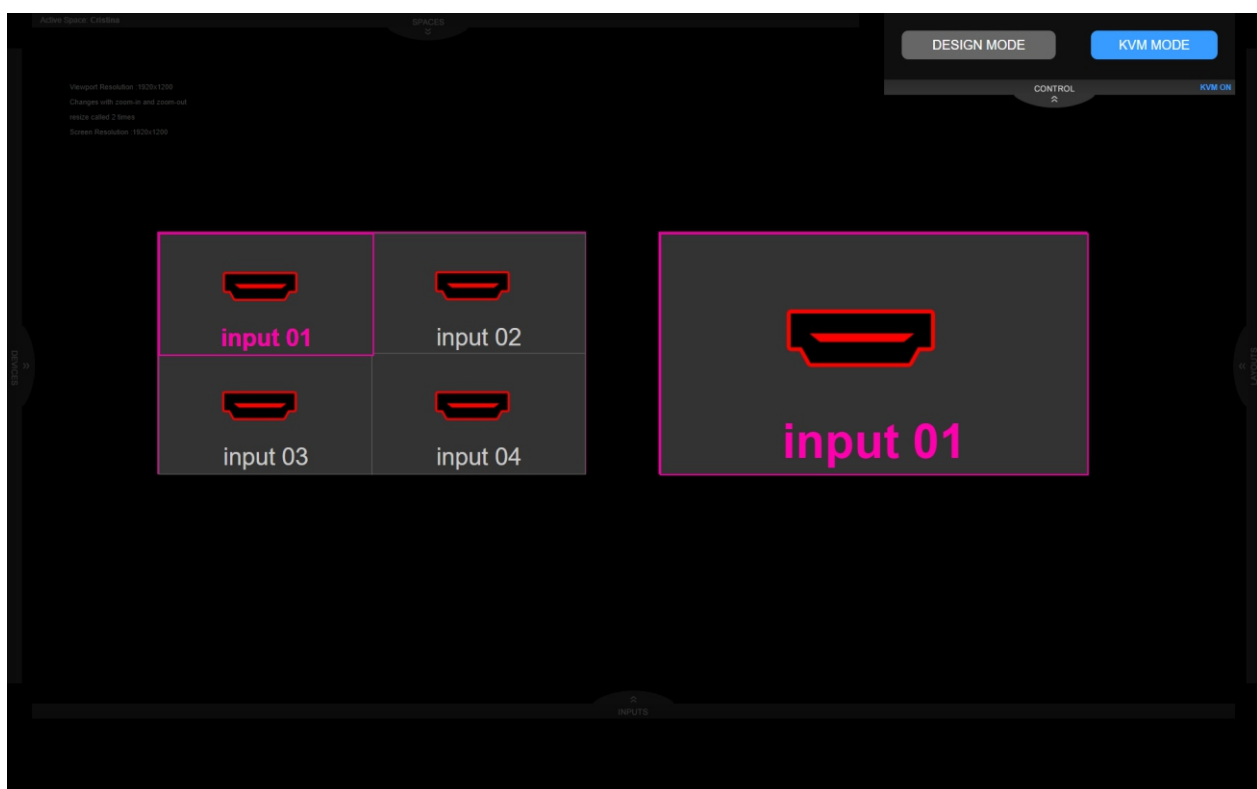 Active Space: Cristina
SPACES
DESIGN MODE
KVM MODE
CONTROL
KVM ON
Viewport Resolution :1920x1200
Changes with zoom-in and zoom-out
resize called 2 times
Screen Resolution :1920x1200
input 01
input 02
input 03
input 04
input 01
DEVICES
LAYOUTS
INPUTS